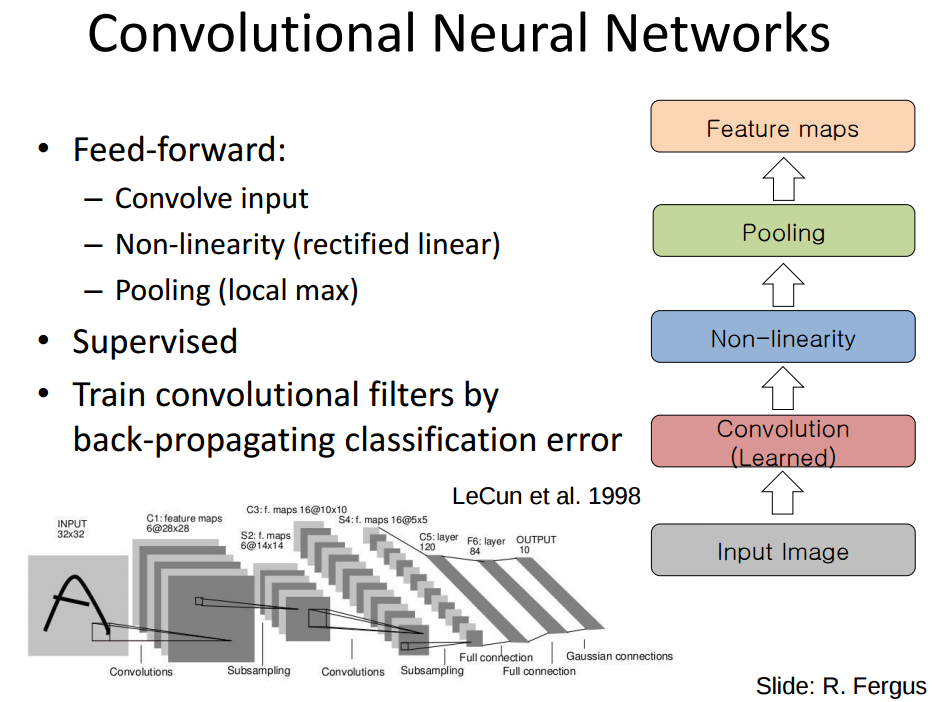 Convolutional Neural Networks
• Feed-forward:
– Convolve input
– Non-linearity (rectified linear)
– Pooling (local max)
• Supervised
• Train convolutional filters by
back-propagating classification error
Feature maps
Pooling
Non-linearity
Convolution
(Learned)
Input Image
LeCun et al. 1998
INPUT
32x32
C1: feature maps
6@28x28
S2: f. maps
6@14x14
C3: f. maps 16@10x10
S4: f. maps 16@5x5
C5: layer
120
F6: layer
84
OUTPUT
10
A
Convolutions
Subsampling
Convolutions
Subsampling
Full connection
Full connection
Gaussian connections
Slide: R. Fergus